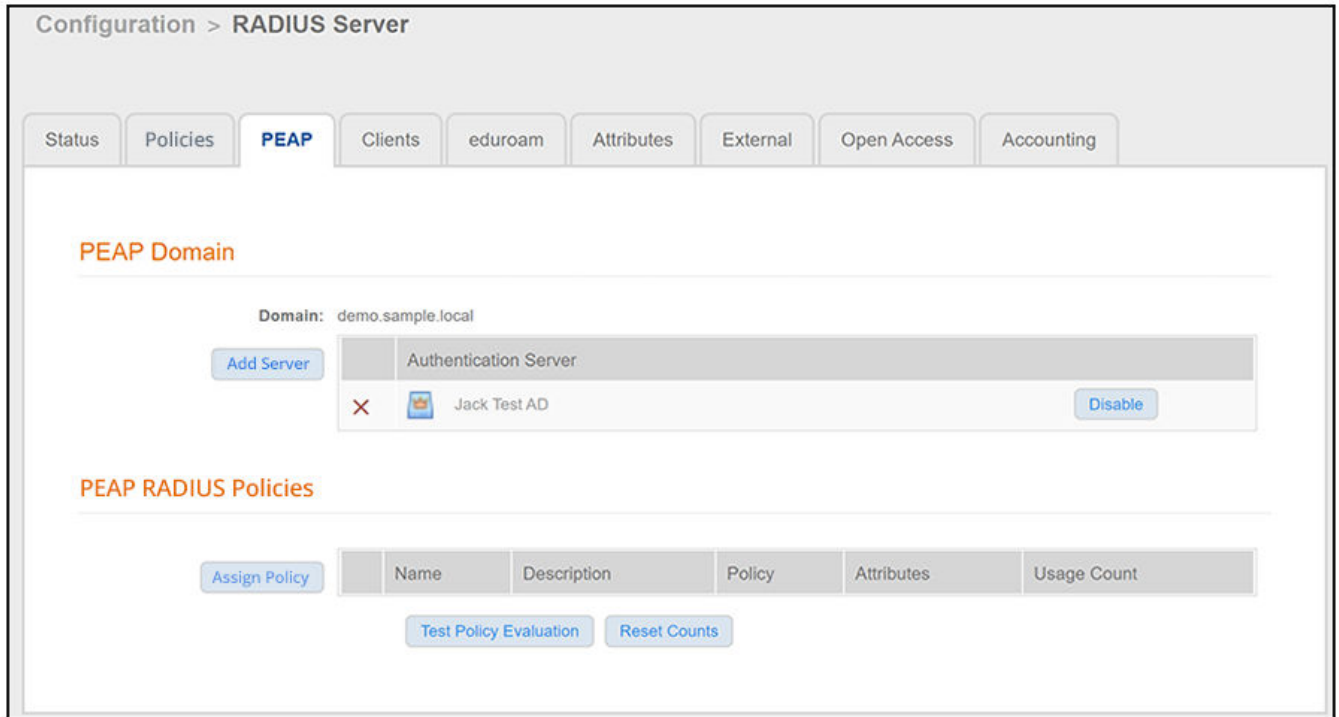 Configuration > RADIUS Server
Status Policies PEAP Clients eduroam Attributes External Open Access Accounting
PEAP Domain
Domain: demo.sample.local
Add Server Authentication Server
Jack Test AD Disable
PEAP RADIUS Policies
Assign Policy Name Description Policy Attributes Usage Count
Test Policy Evaluation Reset Counts